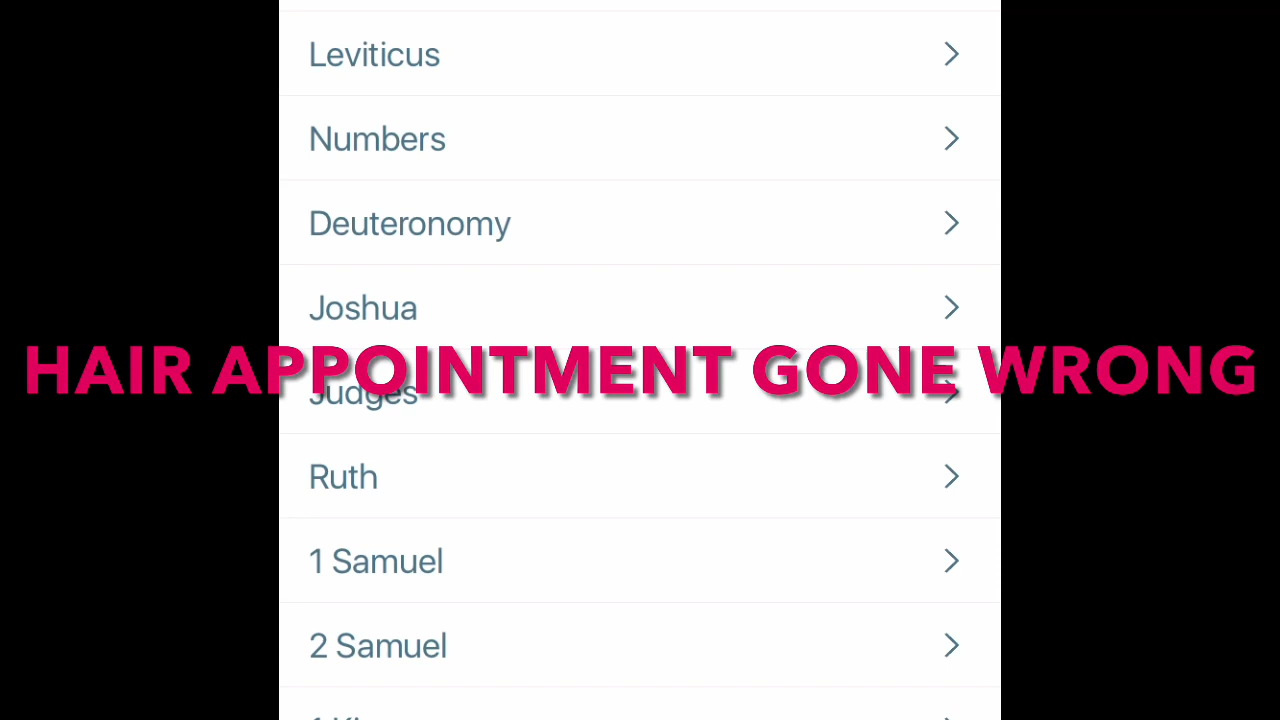 Leviticus
Numbers
Deuteronomy
Joshua
HAIR APPOINTMENT GONE WRONG
Judges
Ruth
1 Samuel
2 Samuel